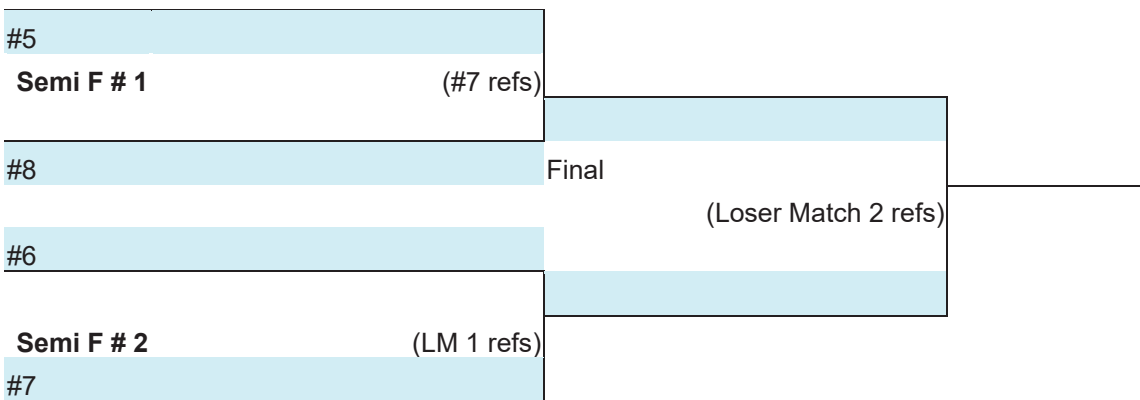 #5
Semi F # 1 (#7 refs)
#8 Final
(Loser Match 2 refs)
#6
Semi F # 2 (LM 1 refs)
#7